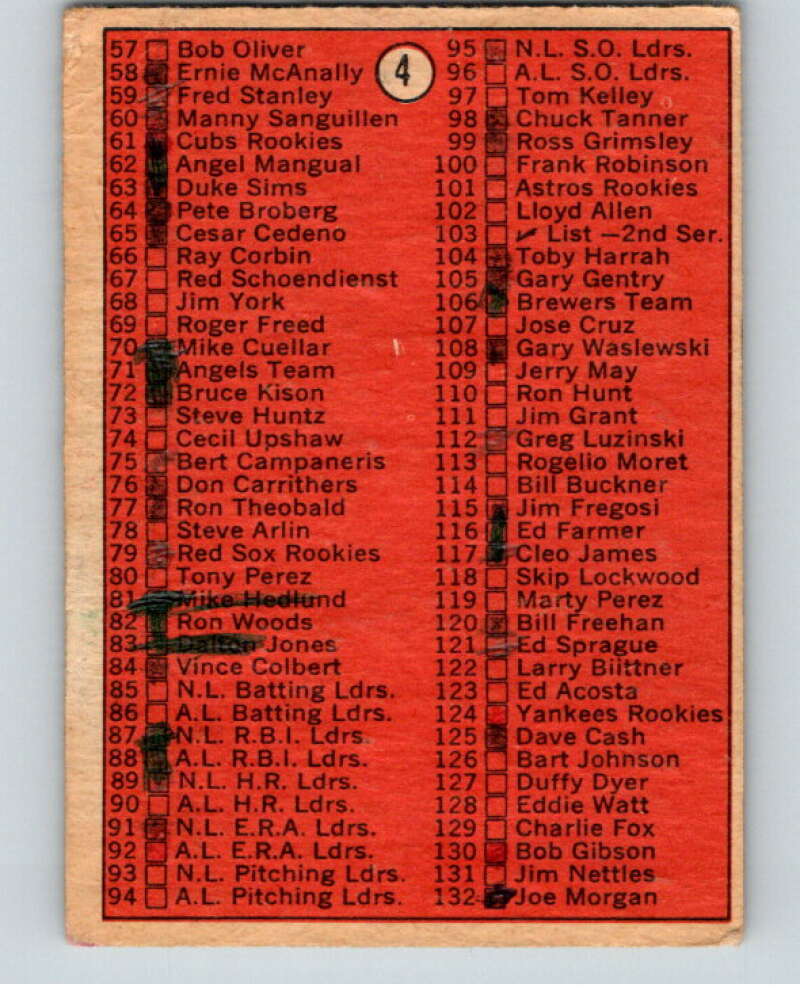 4
57 Bob Oliver
58 Ernie McAnally
59 Fred Stanley
60 Manny Sanguillen
61 Cubs Rookies
62 Angel Mangual
63 Duke Sims
64 Pete Broberg
65 Cesar Cedeno
66 Ray Corbin
67 Red Schoendienst
68 Jim York
69 Roger Freed
70 Mike Cuellar
71 Angels Team
72 Bruce Kison
73 Steve Huntz
74 Cecil Upshaw
75 Bert Campaneris
76 Don Carrithers
77 Ron Theobald
78 Steve Arlin
79 Red Sox Rookies
80 Tony Perez
81 Mike Hedlund
82 Ron Woods
83 Dalton Jones
84 Vince Colbert
85 N.L. Batting Ldrs.
86 A.L. Batting Ldrs.
87 N.L. R.B.I. Ldrs.
88 A.L. R.B.I. Ldrs.
89 N.L. H.R. Ldrs.
90 A.L. H.R. Ldrs.
91 N.L. E.R.A. Ldrs.
92 A.L. E.R.A. Ldrs.
93 N.L. Pitching Ldrs.
94 A.L. Pitching Ldrs.
95 N.L. S.O. Ldrs.
96 A.L. S.O. Ldrs.
97 Tom Kelley
98 Chuck Tanner
99 Ross Grimsley
100 Frank Robinson
101 Astros Rookies
102 Lloyd Allen
103 ✓ List —2nd Ser.
104 Toby Harrah
105 Gary Gentry
106 Brewers Team
107 Jose Cruz
108 Gary Waslewski
109 Jerry May
110 Ron Hunt
111 Jim Grant
112 Greg Luzinski
113 Rogelio Moret
114 Bill Buckner
115 Jim Fregosi
116 Ed Farmer
117 Cleo James
118 Skip Lockwood
119 Marty Perez
120 Bill Freehan
121 Ed Sprague
122 Larry Biittner
123 Ed Acosta
124 Yankees Rookies
125 Dave Cash
126 Bart Johnson
127 Duffy Dyer
128 Eddie Watt
129 Charlie Fox
130 Bob Gibson
131 Jim Nettles
132 Joe Morgan